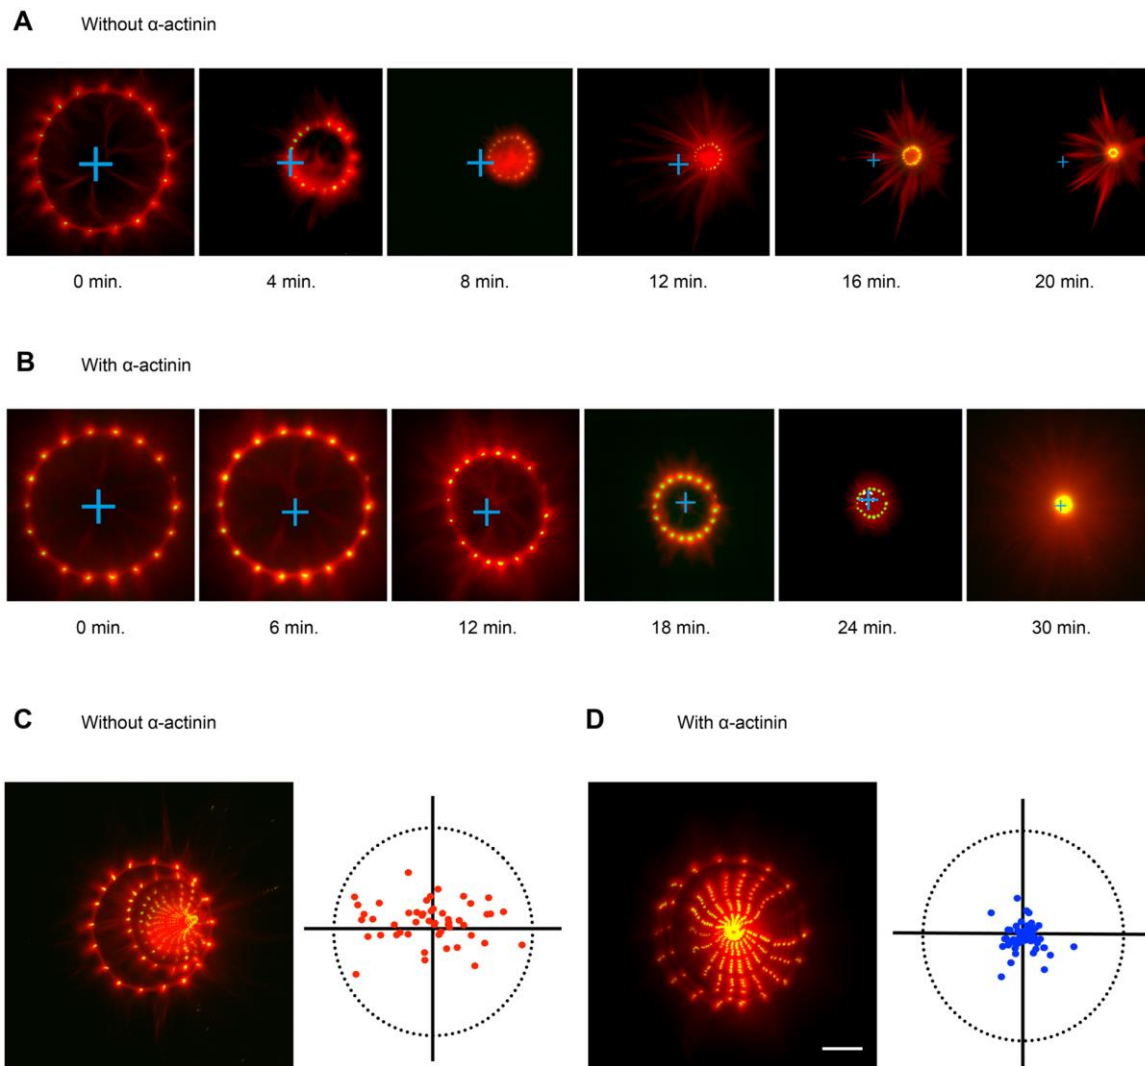 A Without α-actinin
0 min. 4 min. 8 min. 12 min. 16 min. 20 min.
B With α-actinin
0 min. 6 min. 12 min. 18 min. 24 min. 30 min.
C Without α-actinin D With α-actinin